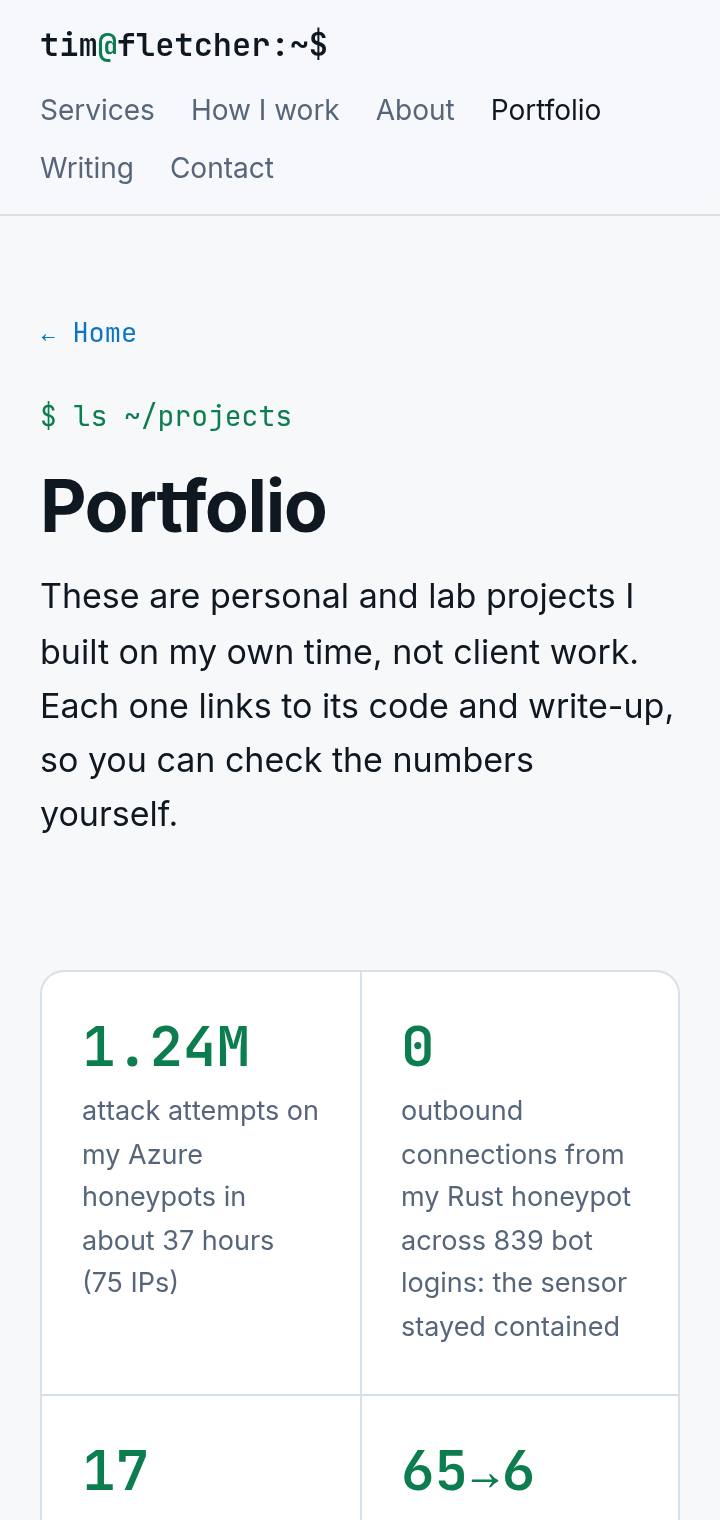 tim@fletcher:~$
Services How I work About Portfolio
Writing Contact
← Home
$ ls ~/projects
Portfolio
These are personal and lab projects I
built on my own time, not client work.
Each one links to its code and write-up,
so you can check the numbers
yourself.
1.24M
attack attempts on
my Azure
honeypots in
about 37 hours
(75 IPs)
0
outbound
connections from
my Rust honeypot
across 839 bot
logins: the sensor
stayed contained
17
65→6